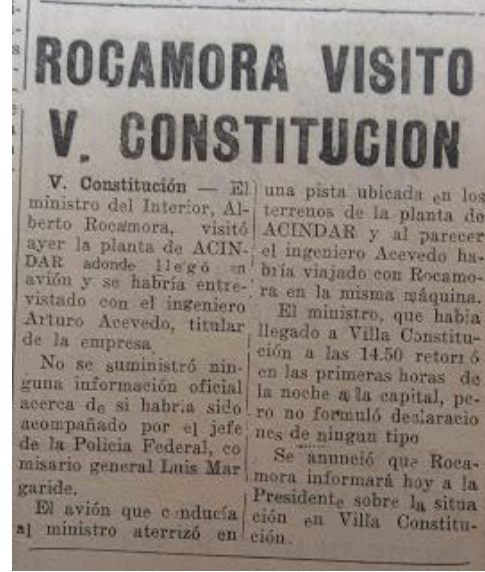 ROCAMORA VISITO
V. CONSTITUCION
V. Constitución — El
ministro del Interior, Al-
berto Rocamora, visitó
ayer la planta de ACIN-
DAR adonde llegó en
avión y se habría entre-
vistado con el ingeniero
Arturo Acevedo, titular
de la empresa
No se suministró nin-
guna información oficial
acerca de si habría sido
acompañado por el jefe
de la Policía Federal, co
misario general Luis Mar
garide.
El avión que conducía
al ministro aterrizó en
una pista ubicada en los
terrenos de la planta de
ACINDAR y al parecer
el ingeniero Acevedo ha-
bría viajado con Rocamo-
ra en la misma máquina.
El ministro, que había
llegado a Villa Constitu-
ción a las 14.50 retornó
en las primeras horas de
la noche a la capital, pe-
ro no formuló declaracio
nes de ningun tipo
Se anunció que Roca-
mora informará hoy a la
Presidente sobre la situa
ción en Villa Constitu-
ción.